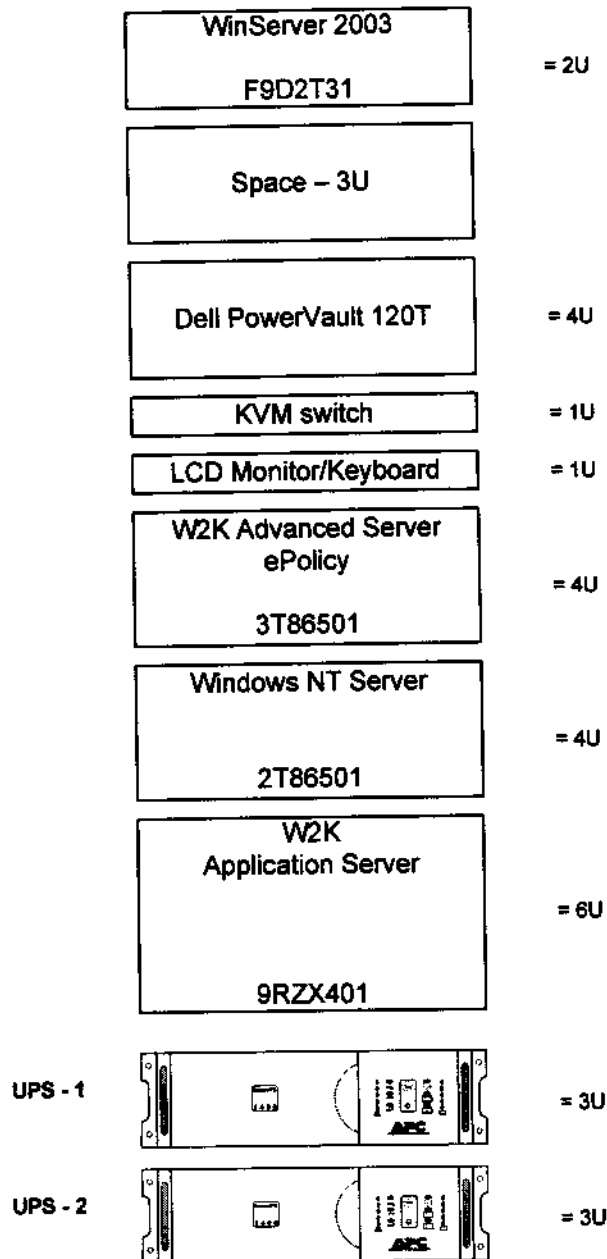 WinServer 2003
F9D2T31
= 2U
Space – 3U
Dell PowerVault 120T
= 4U
KVM switch
= 1U
LCD Monitor/Keyboard
= 1U
W2K Advanced Server
ePolicy
3T86501
= 4U
Windows NT Server
2T86501
= 4U
W2K
Application Server
9RZX401
= 6U
UPS - 1
APC
= 3U
UPS - 2
APC
= 3U